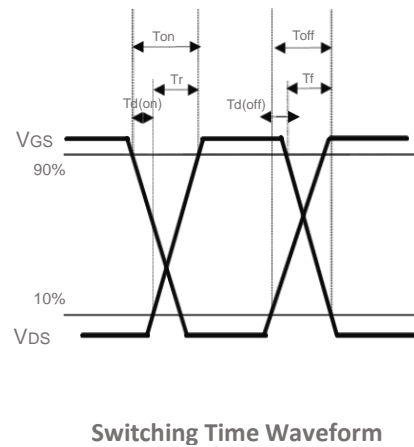 Ton
Toff
Tr
Tf
Td(on)
Td(off)
VGS
90%
10%
VDS
Switching Time Waveform